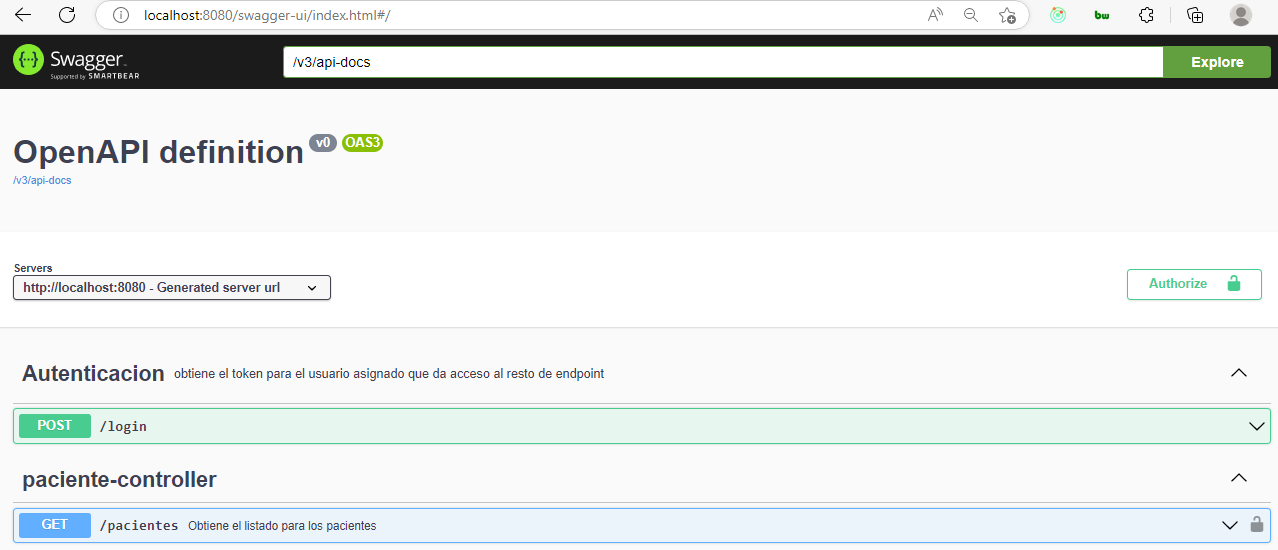 localhost:8080/swagger-ui/index.html#/
Swagger
Supported by SMARTBEAR
/v3/api-docs
Explore
OpenAPI definition v0 OAS3
/v3/api-docs
Servers
http://localhost:8080 - Generated server url
Authorize
Autenticacion obtiene el token para el usuario asignado que da acceso al resto de endpoint
POST /login
paciente-controller
GET /pacientes Obtiene el listado para los pacientes